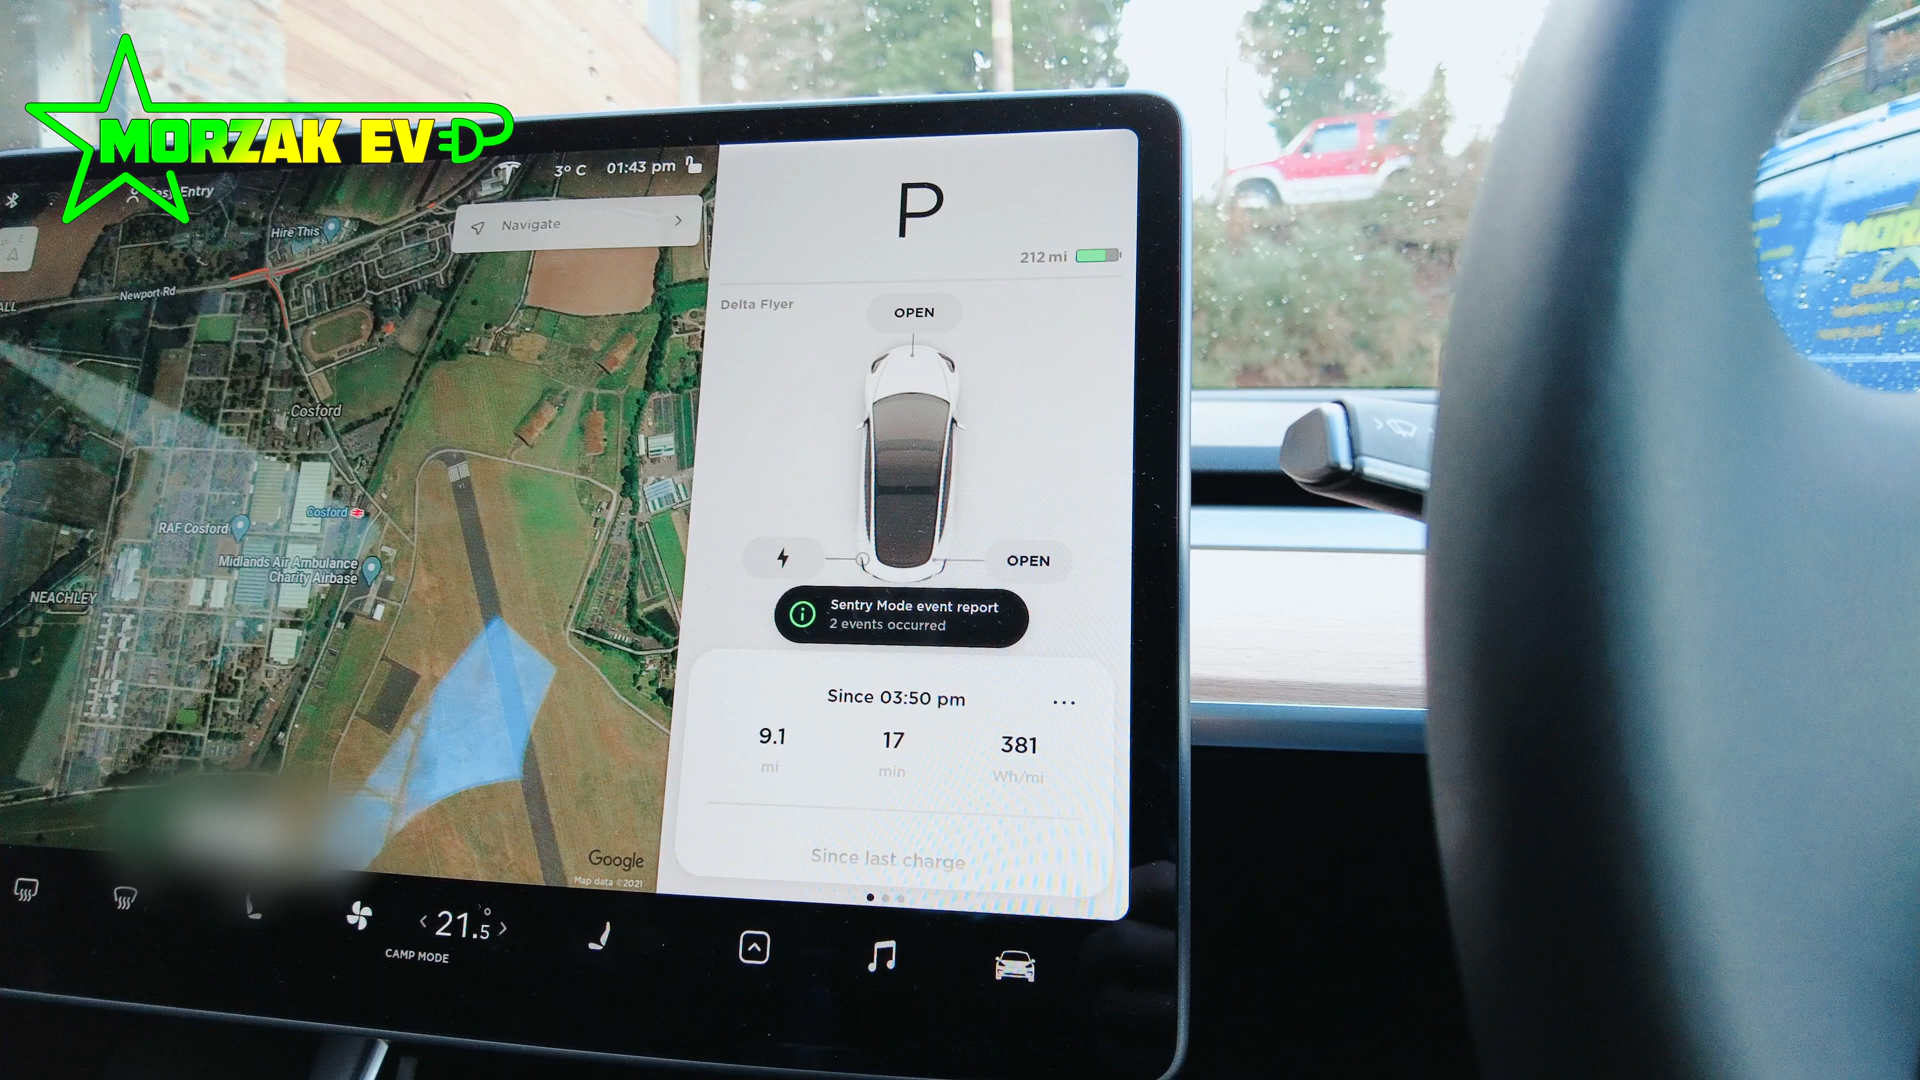 MORZAK EV
Easy Entry
3° C
01:43 pm
Navigate
Hire This
Newport Rd
Cosford
RAF Cosford
Cosford
Midlands Air Ambulance
Charity Airbase
NEACHLEY
Google
Map data ©2021
P
212 mi
Delta Flyer
OPEN
OPEN
Sentry Mode event report
2 events occurred
Since 03:50 pm
...
9.1
17
381
mi
min
Wh/mi
Since last charge
21.5°
CAMP MODE